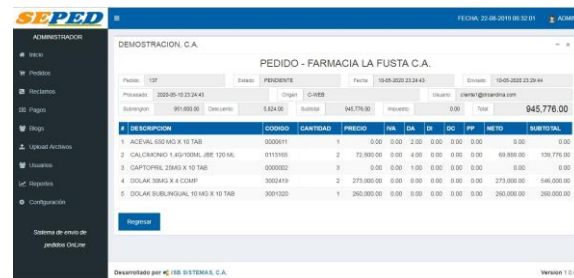 SEPED
FECHA: 22-08-2019 06:32:01
ADMINISTRADOR
DEMOSTRACION, C.A.
Inicio
PEDIDO - FARMACIA LA FUSTA C.A.
Pedidos
Pedido: 137 Estado: PENDIENTE Fecha: 10-05-2020 23:24:43 Enviado: 10-05-2020 23:29:44
Reclamos
Procesado: 2020-05-10 23:24:43 Origen: C-WEB Usuario:
Pagos
Subrenglon: 951,600.00 Descuento: 5,824.00 Subtotal: 945,776.00 Impuesto: 0.00 Total: 945,776.00
Blogs
# DESCRIPCION CODIGO CANTIDAD PRECIO IVA DA DI DC PP NETO SUBTOTAL
Upload Archivos
1 ACEVAL 650 MG X 10 TAB 1 0.00 0.00 2.00 0.00 0.00 0.00 0.00 0.00
Usuarios
2 CALCIMONIO 1,4G/100ML JBE 120 ML 0113165 2 72,800.00 0.00 4.00 0.00 0.00 0.00 69,888.00 139,776.00
Reportes
3 CAPTOPRIL 25MG X 10 TAB 0000002 3 0.00 0.00 1.00 0.00 0.00 0.00 0.00 0.00
Configuración
4 DOLAK 30MG X 4 COMP 3002419 2 273,000.00 0.00 0.00 0.00 0.00 0.00 273,000.00 546,000.00
5 DOLAK SUBLINGUAL 10 MG X 10 TAB 3001320 1 260,000.00 0.00 0.00 0.00 0.00 0.00 260,000.00 260,000.00
Regresar
Sistema de envio de
pedidos OnLine
Desarrollado por ISB SISTEMAS, C.A.
Version